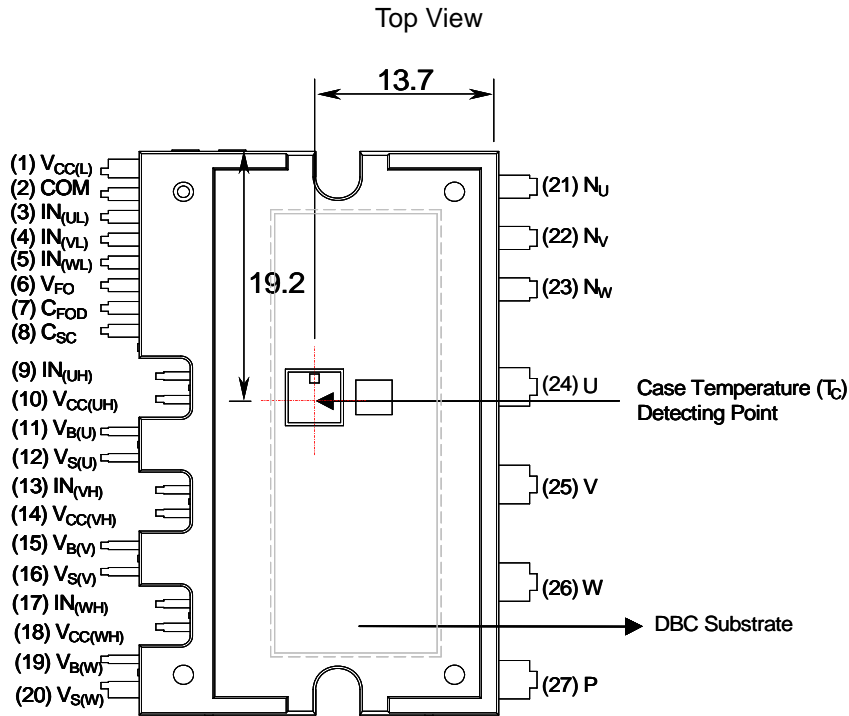 Top View
13.7
19.2
(1) VCC(L)
(2) COM
(3) IN(UL)
(4) IN(VL)
(5) IN(WL)
(6) VFO
(7) CFOD
(8) CSC
(9) IN(UH)
(10) VCC(UH)
(11) VB(U)
(12) VS(U)
(13) IN(VH)
(14) VCC(VH)
(15) VB(V)
(16) VS(V)
(17) IN(WH)
(18) VCC(WH)
(19) VB(W)
(20) VS(W)
(21) NU
(22) NV
(23) NW
(24) U
(25) V
(26) W
(27) P
Case Temperature (TC)
Detecting Point
DBC Substrate